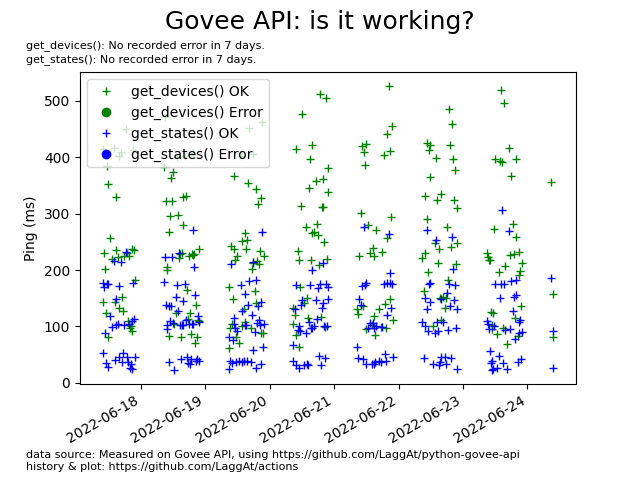 Govee API: is it working?
get_devices(): No recorded error in 7 days.
get_states(): No recorded error in 7 days.
get_devices() OK
get_devices() Error
get_states() OK
get_states() Error
Ping (ms)
500
400
300
200
100
0
2022-06-18
2022-06-19
2022-06-20
2022-06-21
2022-06-22
2022-06-23
2022-06-24
data source: Measured on Govee API, using https://github.com/LaggAt/python-govee-api
history & plot: https://github.com/LaggAt/actions